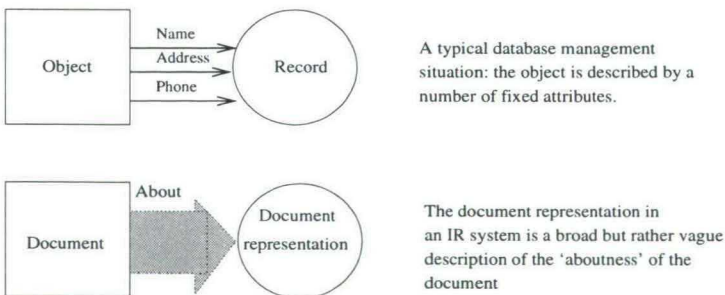 Name
Address
Phone
Object
Record
A typical database management
situation: the object is described by a
number of fixed attributes.
About
Document
Document
representation
The document representation in
an IR system is a broad but rather vague
description of the 'aboutness' of the
document